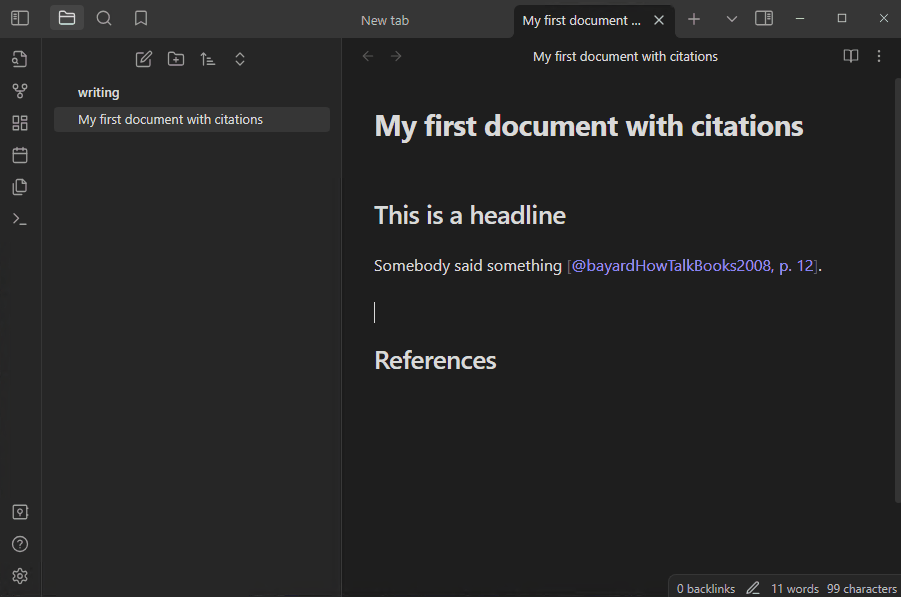 New tab
My first document ...
My first document with citations
writing
My first document with citations
My first document with citations
This is a headline
Somebody said something [@bayardHowTalkBooks2008, p. 12].
References
0 backlinks 11 words 99 characters